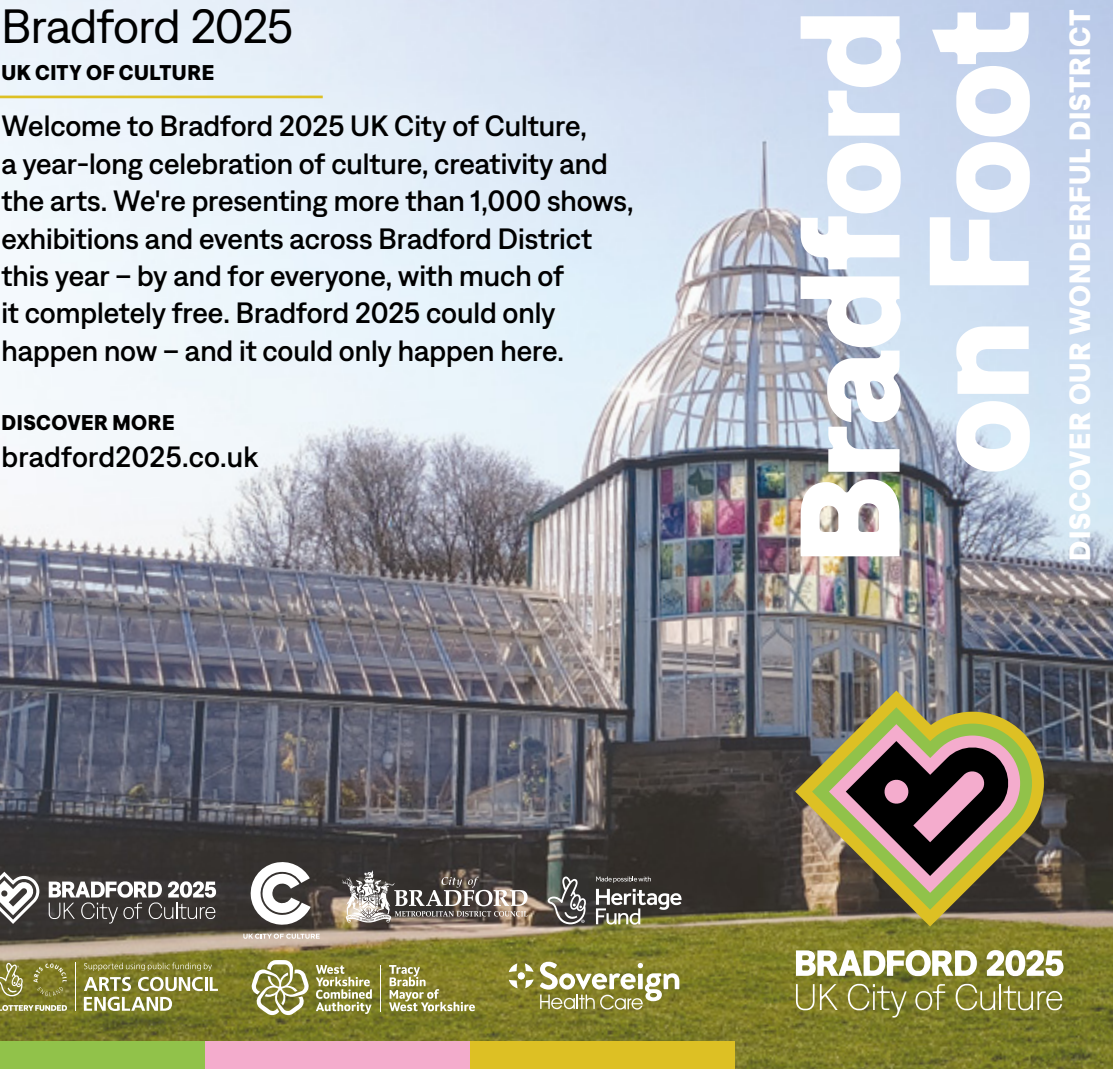 Bradford 2025
UK CITY OF CULTURE
Welcome to Bradford 2025 UK City of Culture,
a year-long celebration of culture, creativity and
the arts. We're presenting more than 1,000 shows,
exhibitions and events across Bradford District
this year – by and for everyone, with much of
it completely free. Bradford 2025 could only
happen now – and it could only happen here.
DISCOVER MORE
bradford2025.co.uk
Bradford
on Foot
DISCOVER OUR WONDERFUL DISTRICT
BRADFORD 2025
UK City of Culture
UK CITY OF CULTURE
City of
BRADFORD
METROPOLITAN DISTRICT COUNCIL
Made possible with
Heritage
Fund
LOTTERY FUNDED
ARTS COUNCIL
ENGLAND
Supported using public funding by
ARTS COUNCIL
ENGLAND
West
Yorkshire
Combined
Authority
Tracy
Brabin
Mayor of
West Yorkshire
Sovereign
Health Care
BRADFORD 2025
UK City of Culture